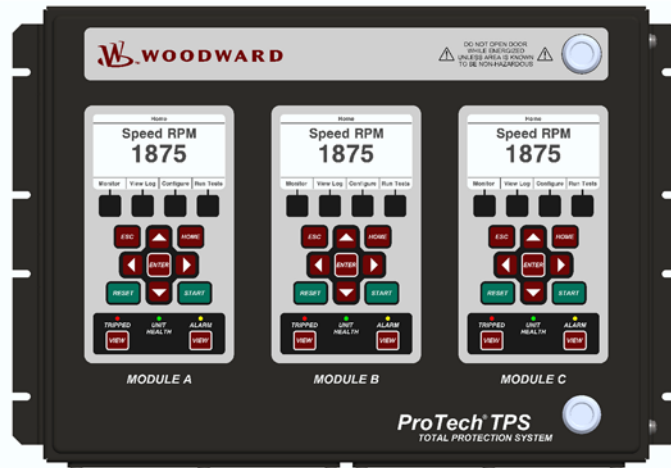 WOODWARD
DO NOT OPEN DOOR
WHILE ENERGIZED
UNLESS AREA IS KNOWN
TO BE NON-HAZARDOUS
Home
Speed RPM
1875
Monitor View Log Configure Run Tests
ESC HOME
ENTER
RESET START
TRIPPED UNIT HEALTH ALARM
VIEW VIEW
MODULE A
Home
Speed RPM
1875
Monitor View Log Configure Run Tests
ESC HOME
ENTER
RESET START
TRIPPED UNIT HEALTH ALARM
VIEW VIEW
MODULE B
Home
Speed RPM
1875
Monitor View Log Configure Run Tests
ESC HOME
ENTER
RESET START
TRIPPED UNIT HEALTH ALARM
VIEW VIEW
MODULE C
ProTech® TPS
TOTAL PROTECTION SYSTEM